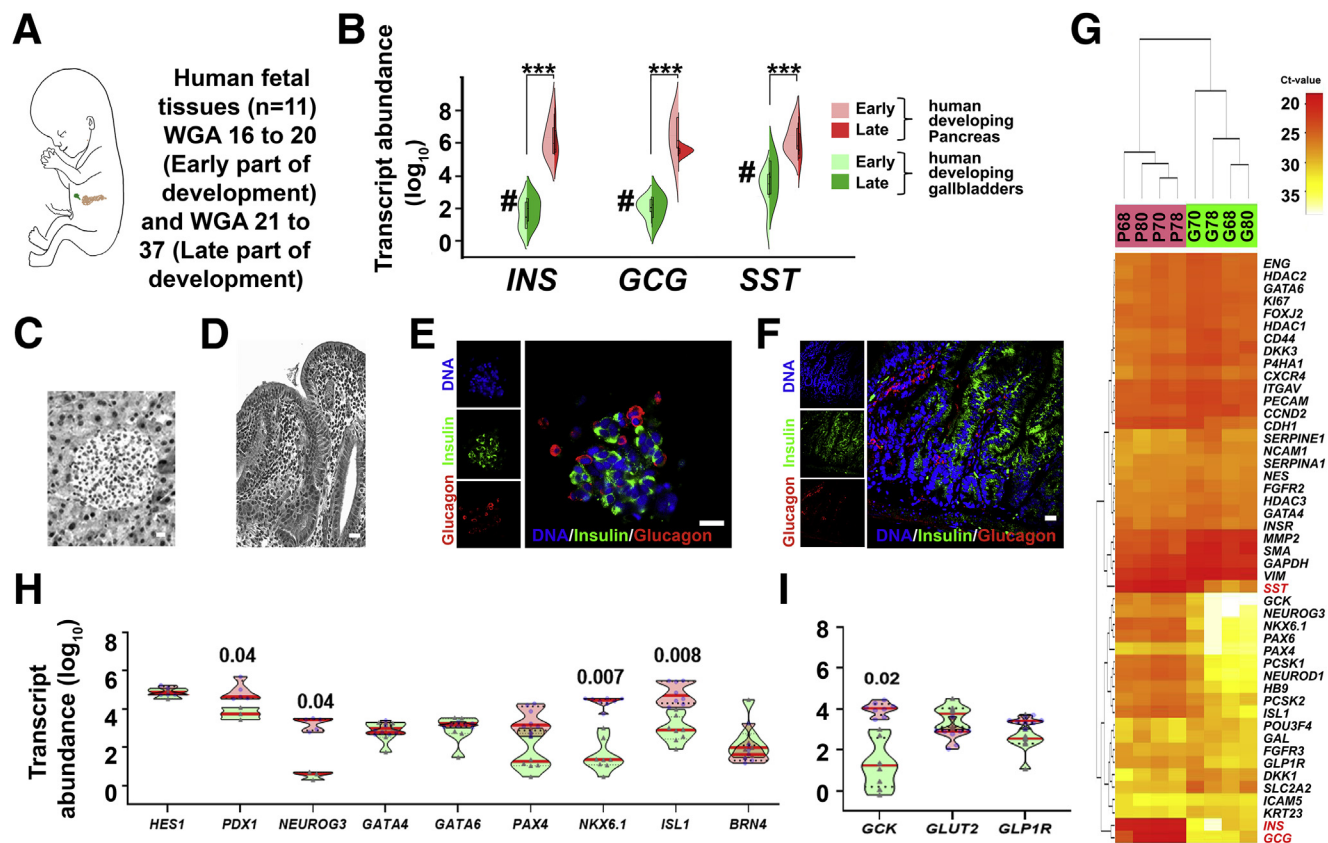 A
Human fetal
tissues (n=11)
WGA 16 to 20
(Early part of
development)
and WGA 21 to
37 (Late part of
development)
B
Transcript abundance
(log10)
8
6
4
2
0
***
***
***
#
#
#
INS
GCG
SST
Early
Late
human
developing
Pancreas
Early
Late
human
developing
gallbladders
C
D
E
DNA
Insulin
Glucagon
DNA/Insulin/Glucagon
F
DNA
Insulin
Glucagon
DNA/Insulin/Glucagon
G
Ct-value
20
25
30
35
P68
P80
P70
P78
G70
G78
G68
G80
ENG
HDAC2
GATA6
KI67
FOXJ2
HDAC1
CD44
DKK3
P4HA1
CXCR4
ITGAV
PECAM
CCND2
CDH1
SERPINE1
NCAM1
SERPINA1
NES
FGFR2
HDAC3
GATA4
INSR
MMP2
SMA
GAPDH
VIM
SST
GCK
NEUROG3
NKX6.1
PAX6
PAX4
PCSK1
NEUROD1
HB9
PCSK2
ISL1
POU3F4
GAL
FGFR3
GLP1R
DKK1
SLC2A2
ICAM5
KRT23
INS
GCG
H
Transcript
abundance (log10)
8
6
4
2
0
0.04
0.04
0.007
0.008
HES1
PDX1
NEUROG3
GATA4
GATA6
PAX4
NKX6.1
ISL1
BRN4
I
8
6
4
2
0
0.02
GCK
GLUT2
GLP1R